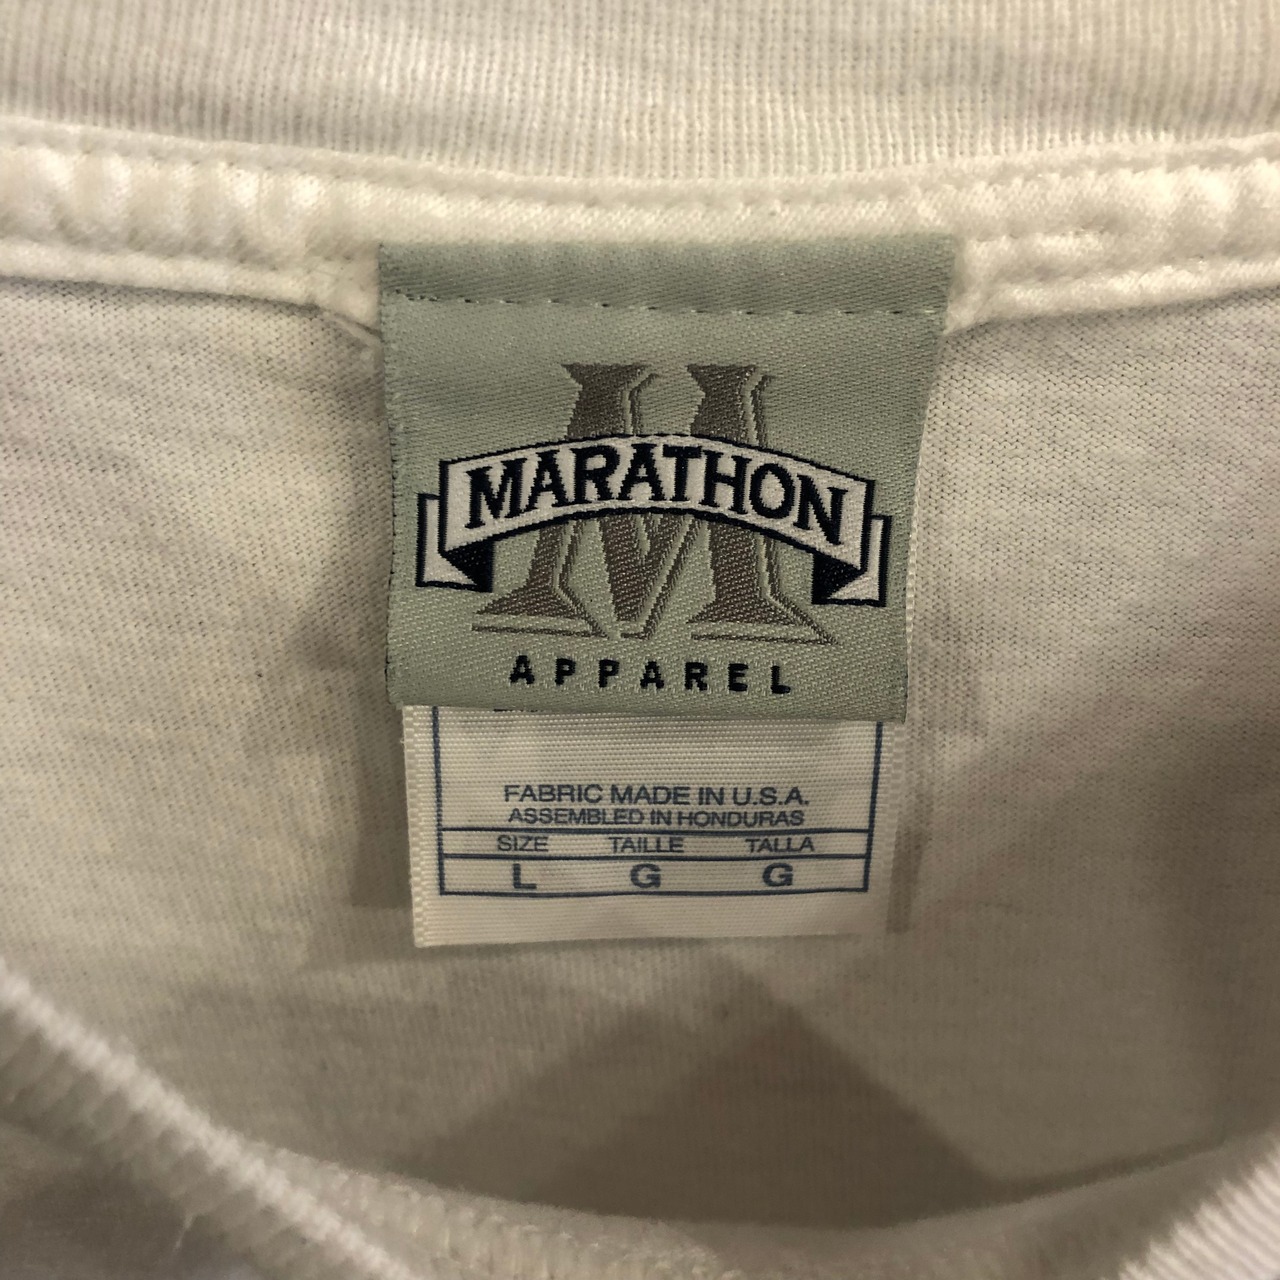 M
MARATHON
APPAREL
FABRIC MADE IN U.S.A.
ASSEMBLED IN HONDURAS
SIZE TAILLE TALLA
L G G